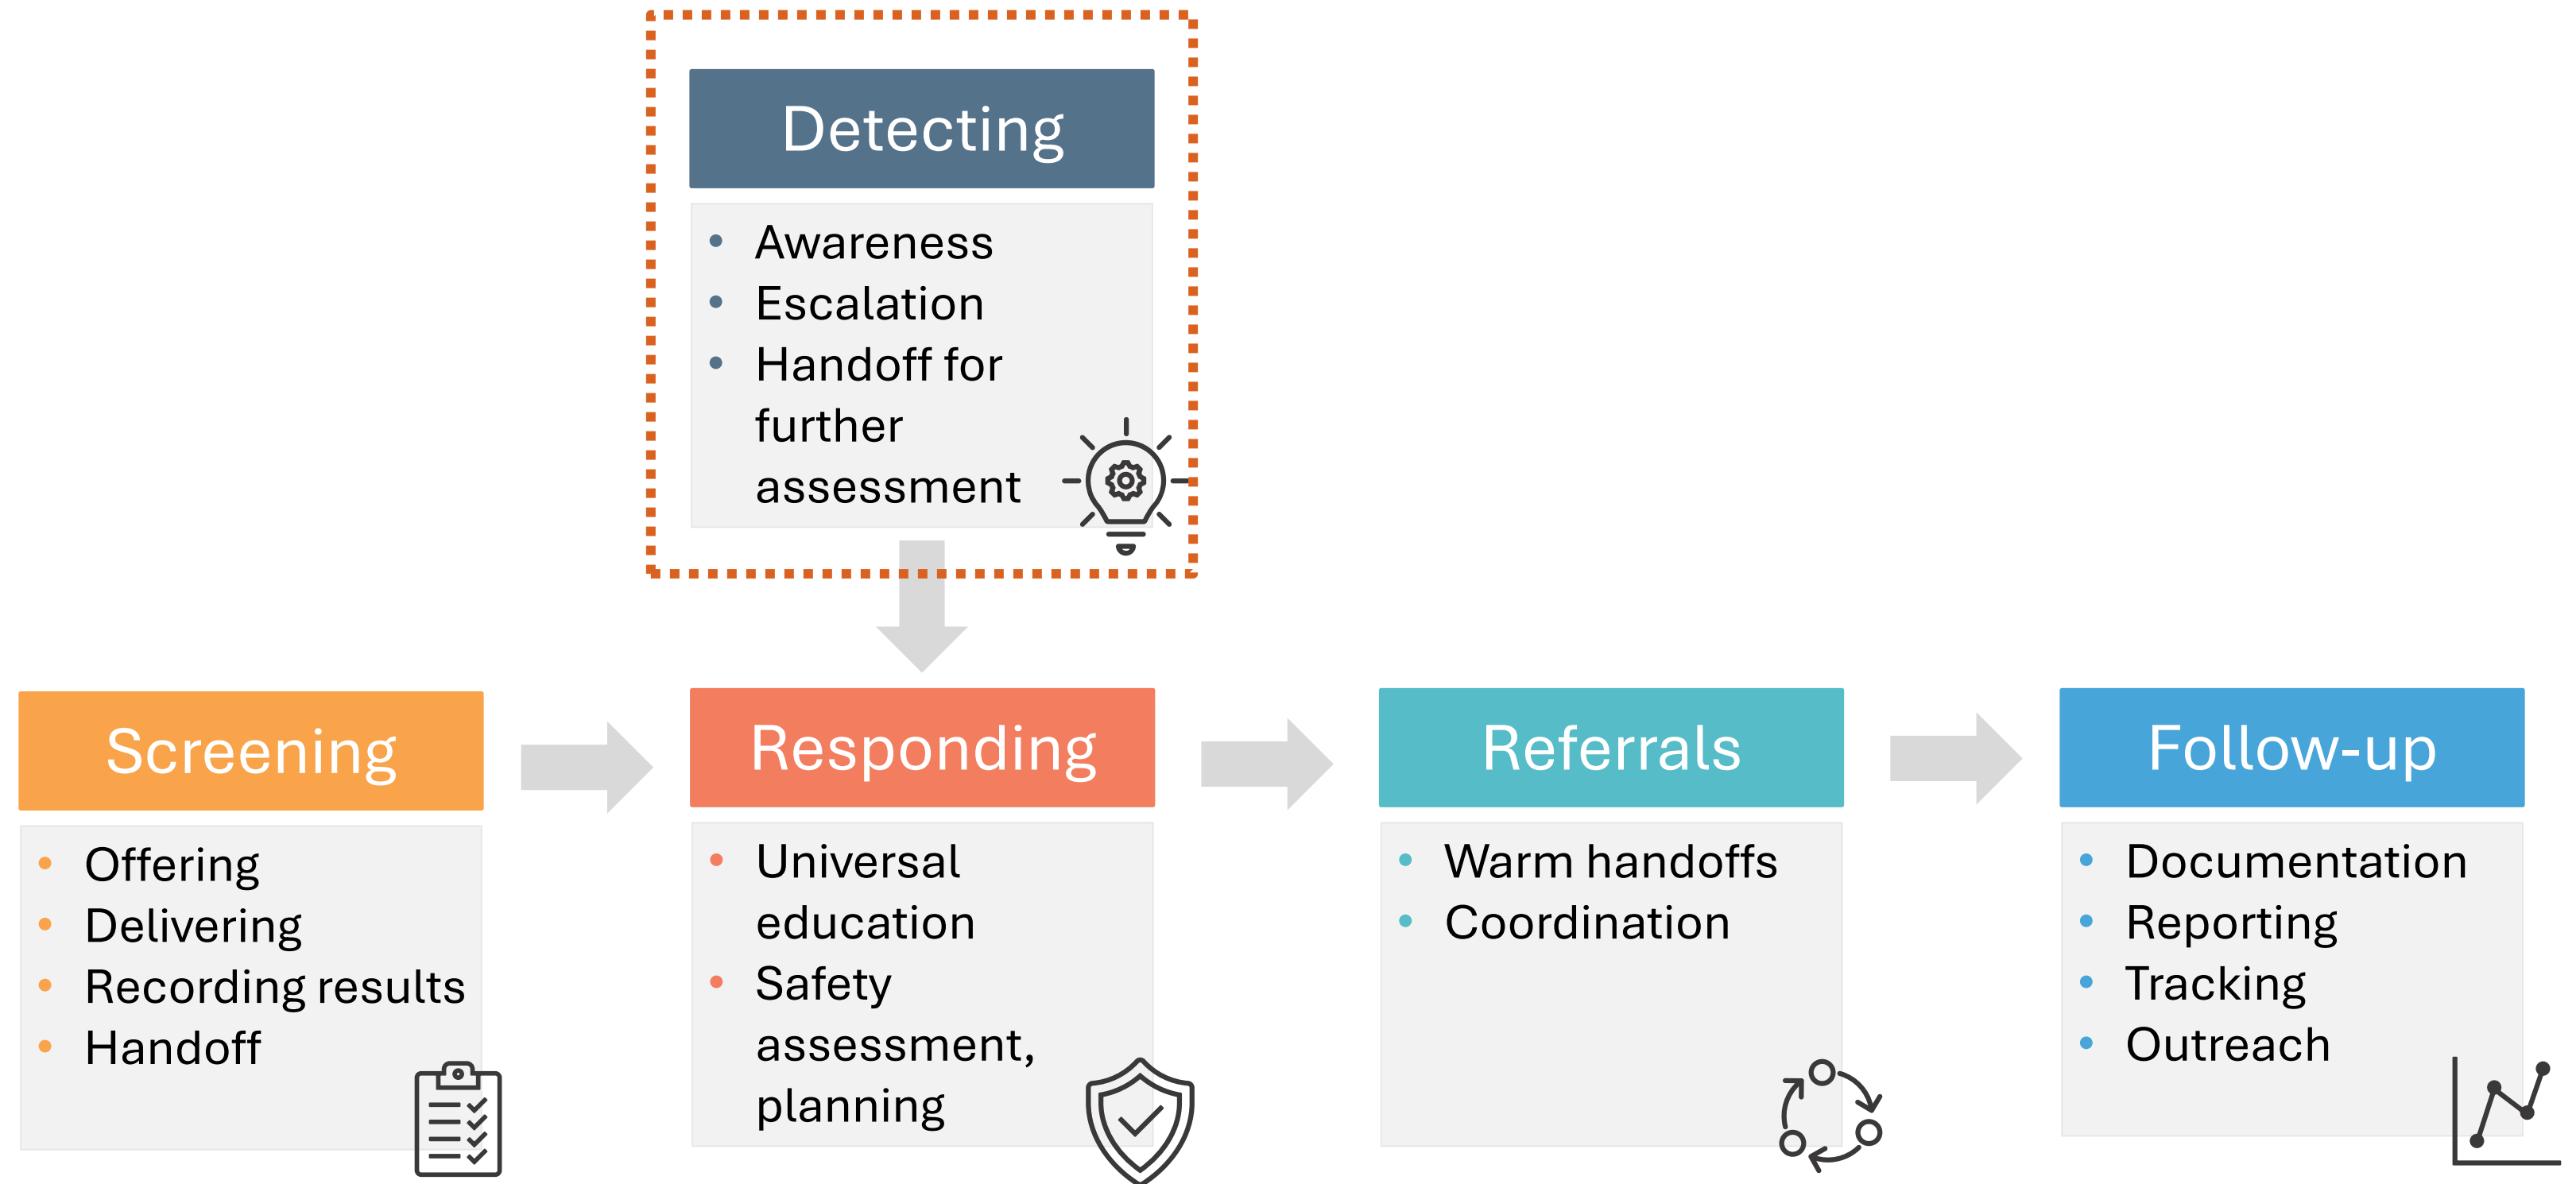 Detecting
• Awareness
• Escalation
• Handoff for
further
assessment
Screening
• Offering
• Delivering
• Recording results
• Handoff
Responding
• Universal
education
• Safety
assessment,
planning
Referrals
• Warm handoffs
• Coordination
Follow-up
• Documentation
• Reporting
• Tracking
• Outreach